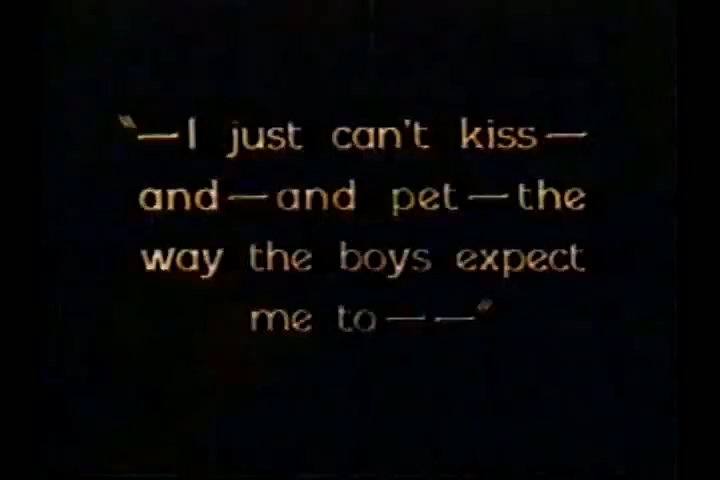 "—I just can't kiss—
and—and pet—the
way the boys expect
me to——"